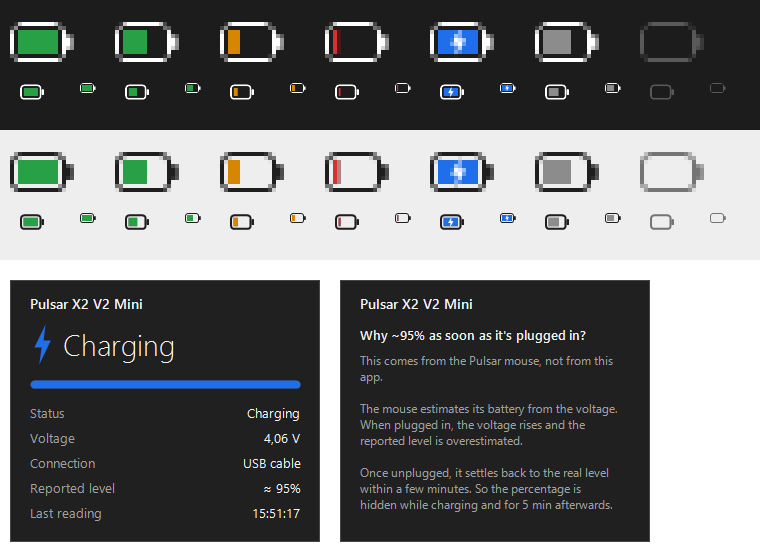 Pulsar X2 V2 Mini
Charging
Status Charging
Voltage 4,06 V
Connection USB cable
Reported level ≈ 95%
Last reading 15:51:17
Pulsar X2 V2 Mini
Why ~95% as soon as it's plugged in?
This comes from the Pulsar mouse, not from this
app.
The mouse estimates its battery from the voltage.
When plugged in, the voltage rises and the
reported level is overestimated.
Once unplugged, it settles back to the real level
within a few minutes. So the percentage is
hidden while charging and for 5 min afterwards.